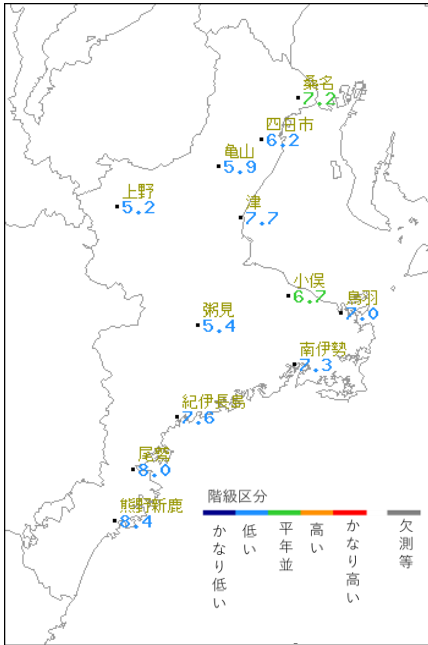 桑名
7.2
四日市
6.2
亀山
5.9
上野
5.2
津
7.7
小俣
6.7
鳥羽
7.0
粥見
5.4
南伊勢
7.3
紀伊長島
7.6
尾鷲
8.0
熊野新鹿
8.4
階級区分
かなり低い
低い
平年並
高い
かなり高い
欠測等